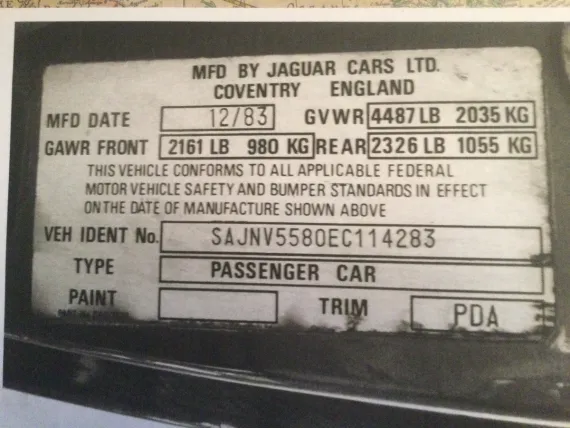 MFD BY JAGUAR CARS LTD.
COVENTRY ENGLAND
MFD DATE 12/83 GVWR 4487 LB 2035 KG
GAWR FRONT 2161 LB 980 KG REAR 2326 LB 1055 KG
THIS VEHICLE CONFORMS TO ALL APPLICABLE FEDERAL
MOTOR VEHICLE SAFETY AND BUMPER STANDARDS IN EFFECT
ON THE DATE OF MANUFACTURE SHOWN ABOVE
VEH IDENT No. SAJNV5580EC114283
TYPE PASSENGER CAR
PAINT TRIM PDA